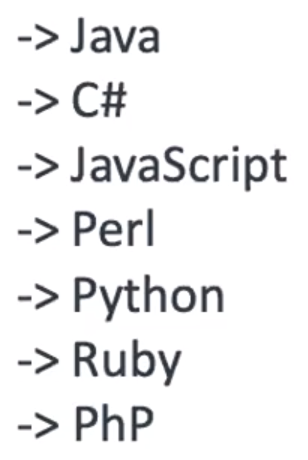 -> Java
-> C#
-> JavaScript
-> Perl
-> Python
-> Ruby
-> PhP